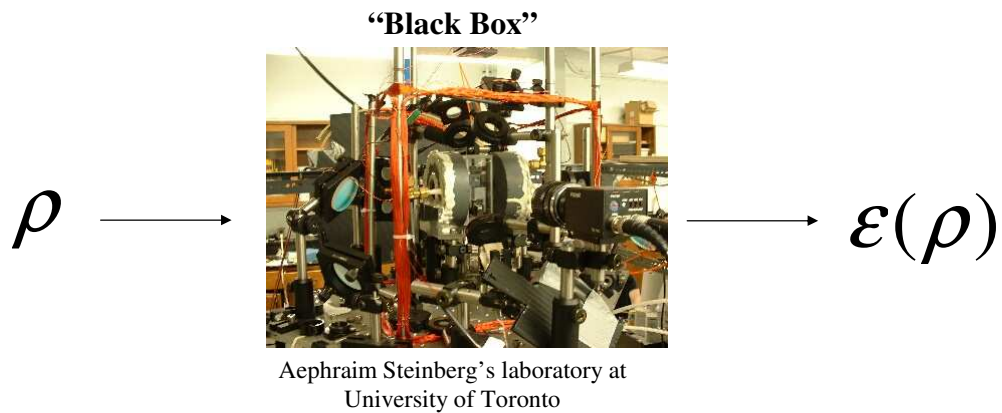 “Black Box”
ρ
ε(ρ)
Aephraim Steinberg’s laboratory at
University of Toronto